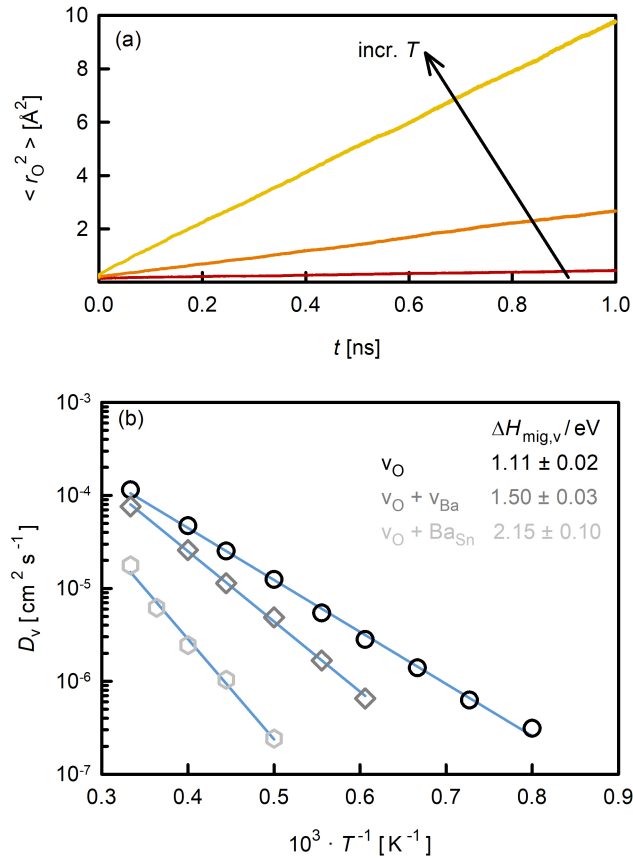 10
(a)
incr. T
8
6
4
2
< r_O^2 > [Å^2]
0.0 0.2 0.4 0.6 0.8 1.0
t [ns]
10^-3
(b)
ΔH_mig,v / eV
v_O 1.11 ± 0.02
v_O + v_Ba 1.50 ± 0.03
v_O + Ba_Sn 2.15 ± 0.10
10^-4
10^-5
10^-6
10^-7
D_v [cm^2 s^-1]
0.3 0.4 0.5 0.6 0.7 0.8 0.9
10^3 · T^-1 [K^-1]